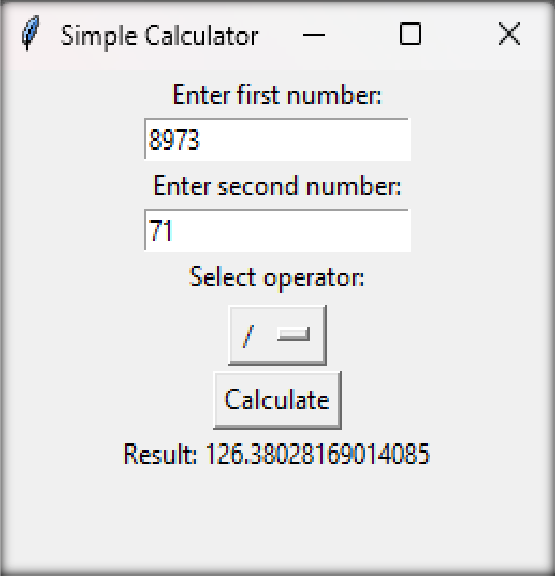 Simple Calculator
Enter first number:
8973
Enter second number:
71
Select operator:
/
Calculate
Result: 126.38028169014085